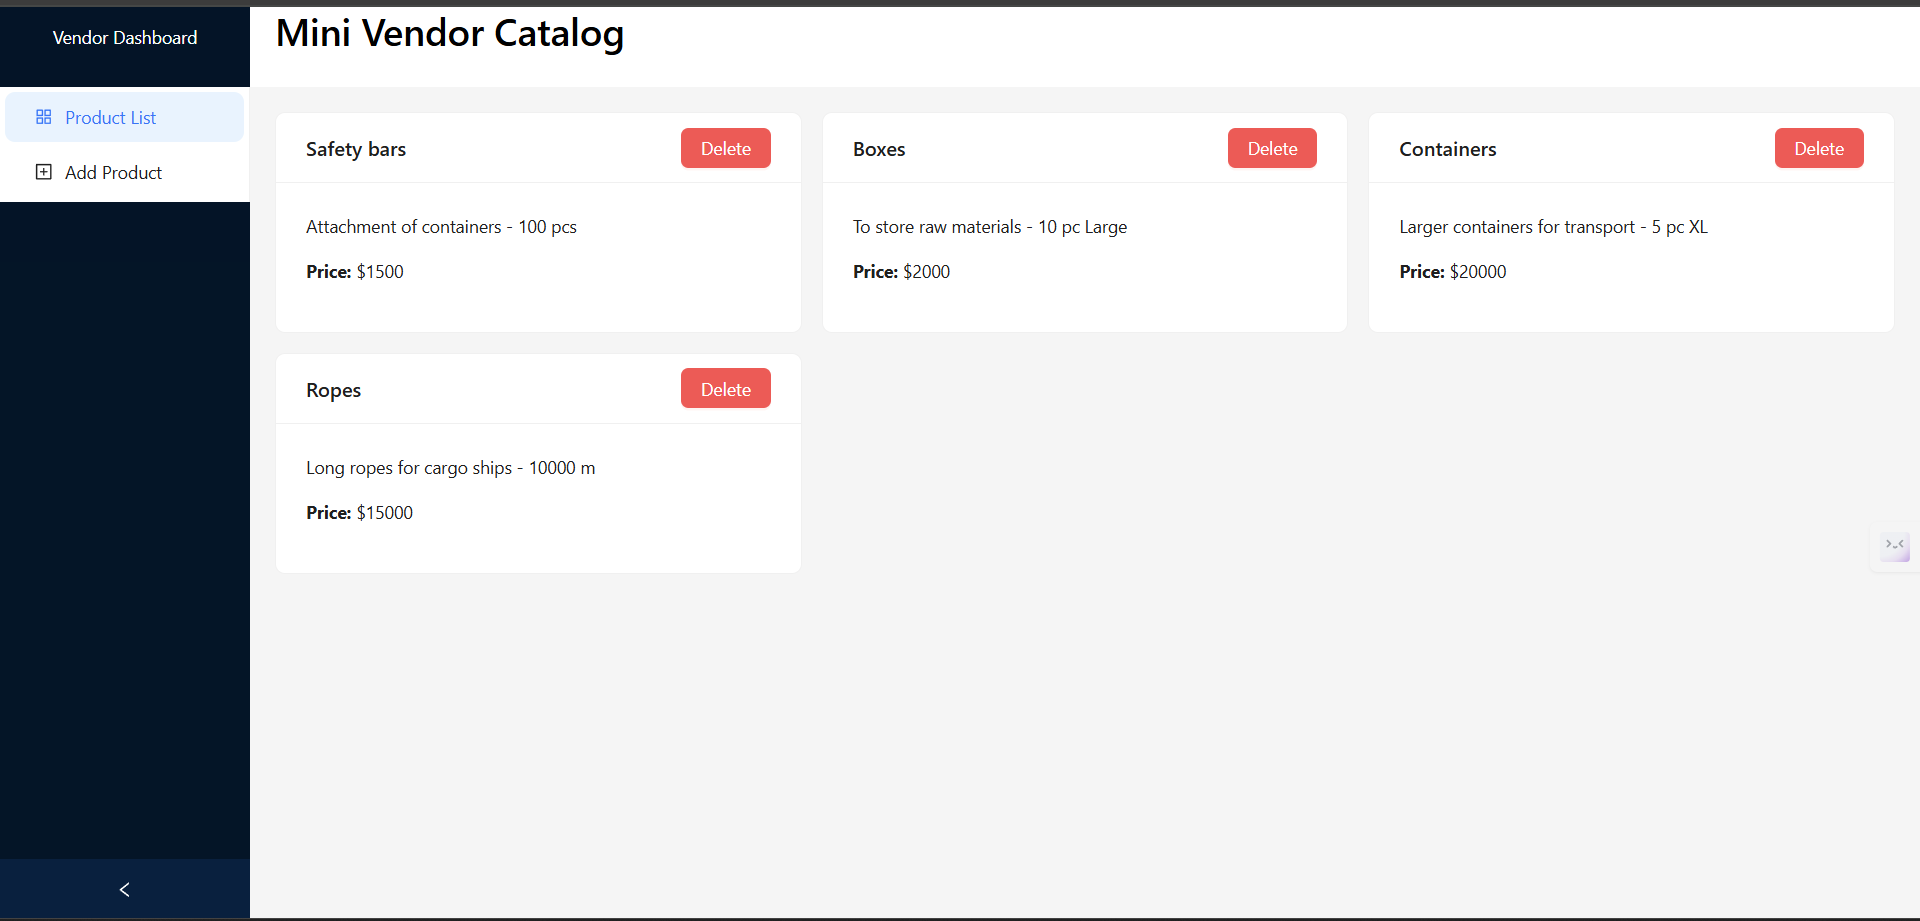 Vendor Dashboard
Mini Vendor Catalog
Product List
Add Product
Safety bars
Delete
Attachment of containers - 100 pcs
Price: $1500
Boxes
Delete
To store raw materials - 10 pc Large
Price: $2000
Containers
Delete
Larger containers for transport - 5 pc XL
Price: $20000
Ropes
Delete
Long ropes for cargo ships - 10000 m
Price: $15000